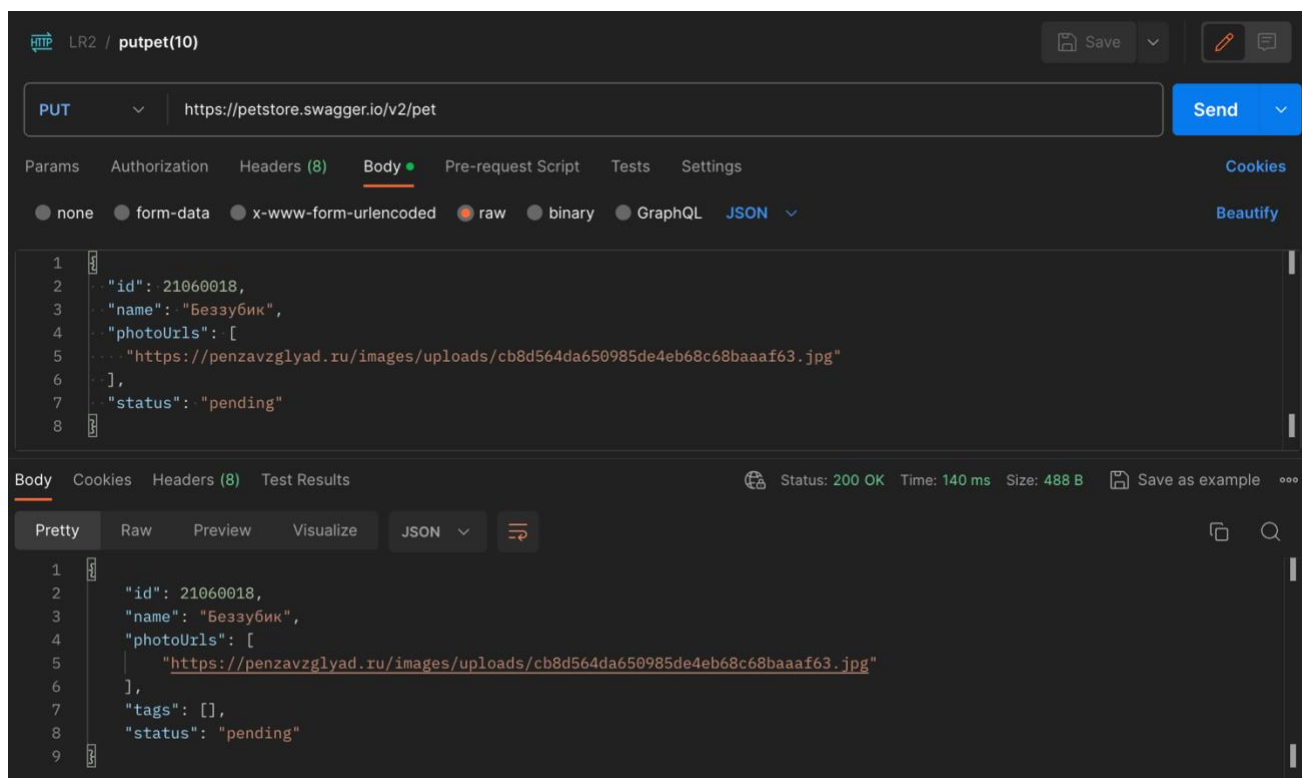 HTTP LR2 / putpet(10) Save
PUT https://petstore.swagger.io/v2/pet Send
Params Authorization Headers (8) Body Pre-request Script Tests Settings Cookies
none form-data x-www-form-urlencoded raw binary GraphQL JSON Beautify
1 {
2 "id": 21060018,
3 "name": "Беззубик",
4 "photoUrls": [
5 "https://penzavzglyad.ru/images/uploads/cb8d564da650985de4eb68c68baaaf63.jpg"
6 ],
7 "status": "pending"
8 }
Body Cookies Headers (8) Test Results Status: 200 OK Time: 140 ms Size: 488 B Save as example
Pretty Raw Preview Visualize JSON
1 {
2 "id": 21060018,
3 "name": "Беззубик",
4 "photoUrls": [
5 "https://penzavzglyad.ru/images/uploads/cb8d564da650985de4eb68c68baaaf63.jpg"
6 ],
7 "tags": [],
8 "status": "pending"
9 }